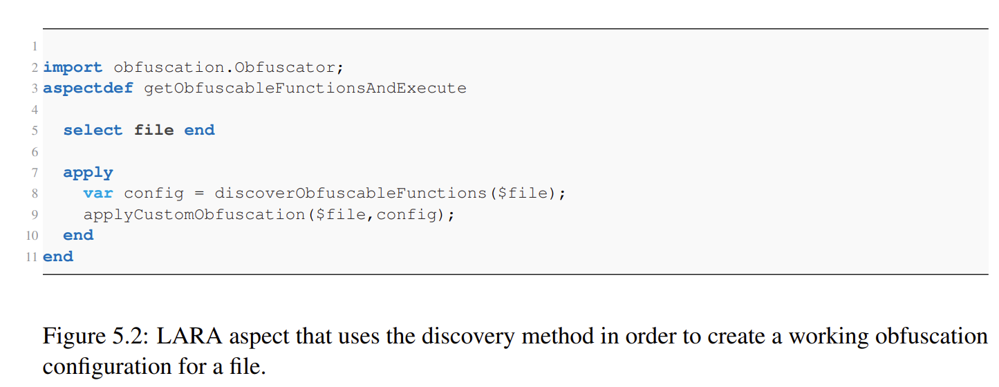 1
2 import obfuscation.Obfuscator;
3 aspectdef getObfuscableFunctionsAndExecute
4
5 select file end
6
7 apply
8 var config = discoverObfuscableFunctions($file);
9 applyCustomObfuscation($file,config);
10 end
11 end
Figure 5.2: LARA aspect that uses the discovery method in order to create a working obfuscation
configuration for a file.